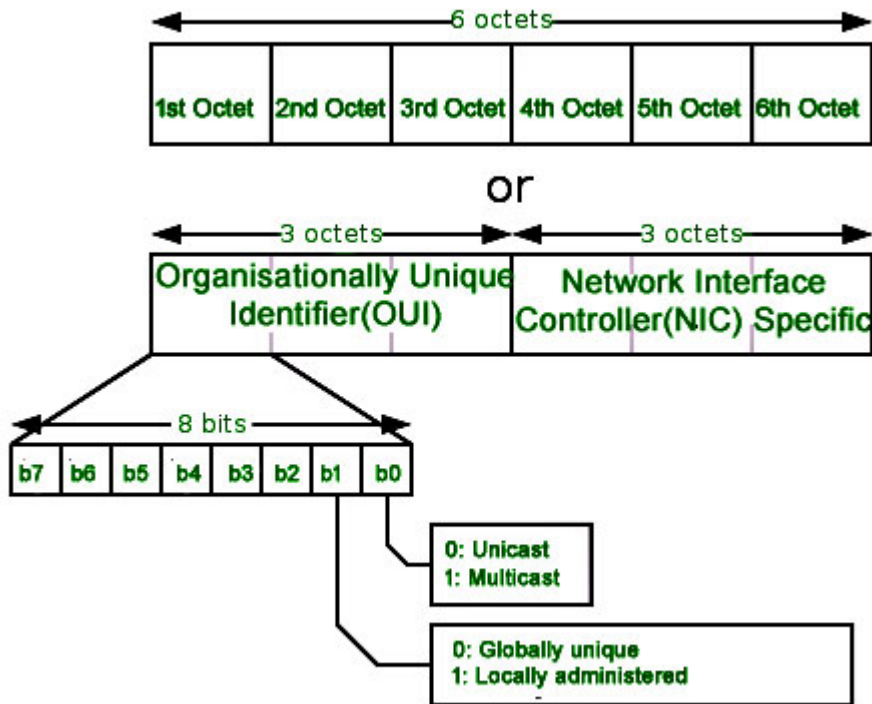 6 octets
1st Octet 2nd Octet 3rd Octet 4th Octet 5th Octet 6th Octet
or
3 octets 3 octets
Organisationally Unique
Identifier(OUI)
Network Interface
Controller(NIC) Specific
8 bits
b7 b6 b5 b4 b3 b2 b1 b0
0: Unicast
1: Multicast
0: Globally unique
1: Locally administered